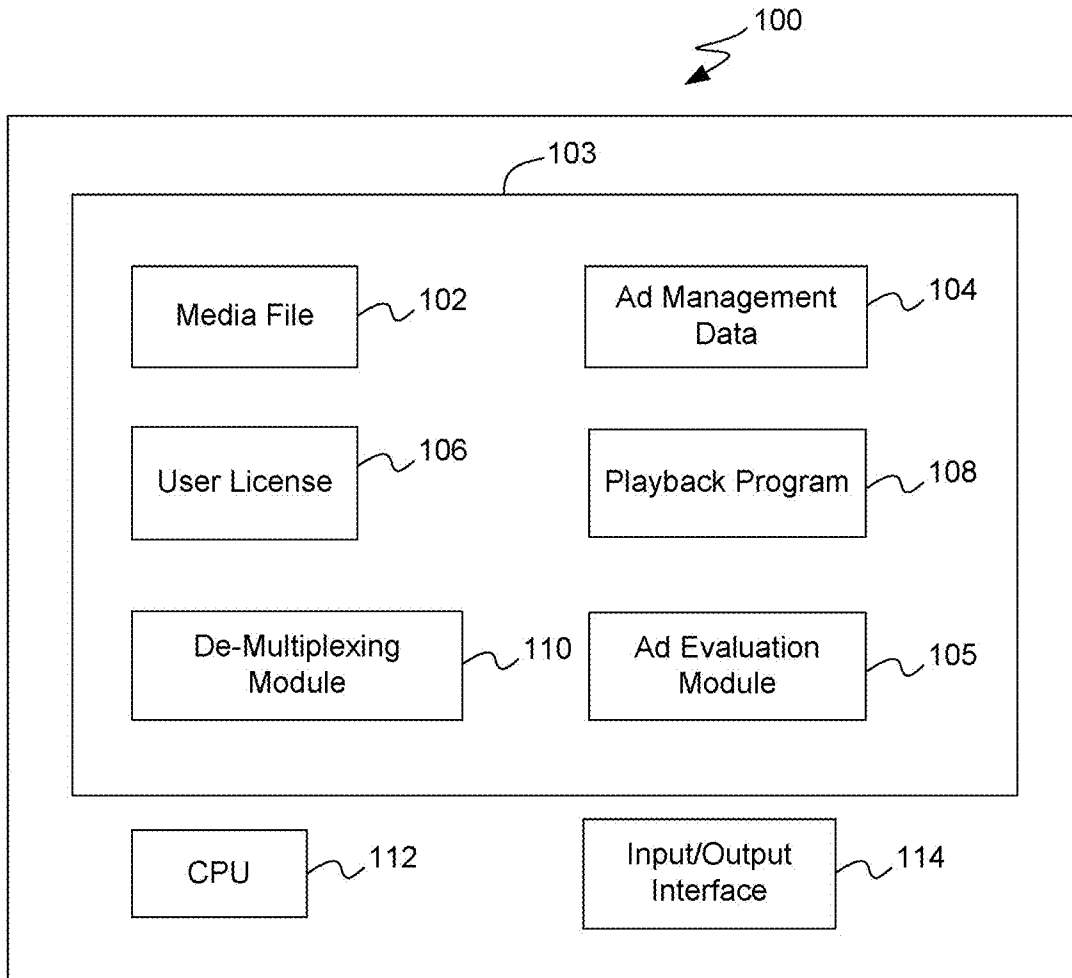 100
103
Media File
102
Ad Management
Data
104
User License
106
Playback Program
108
De-Multiplexing
Module
110
Ad Evaluation
Module
105
CPU
112
Input/Output
Interface
114